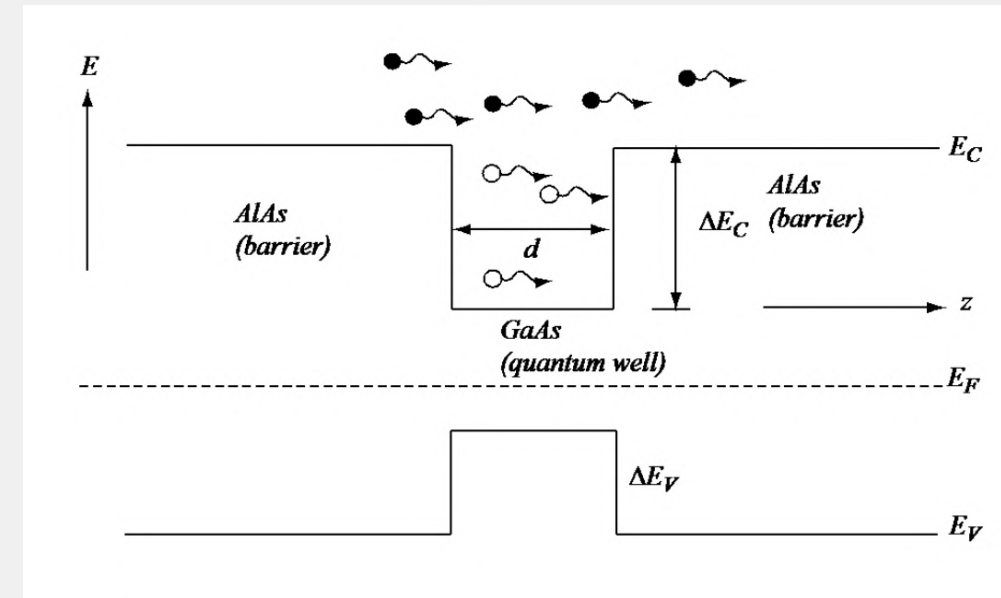 E
E_C
AlAs
(barrier)
AlAs
(barrier)
ΔE_C
d
z
GaAs
(quantum well)
E_F
ΔE_V
E_V